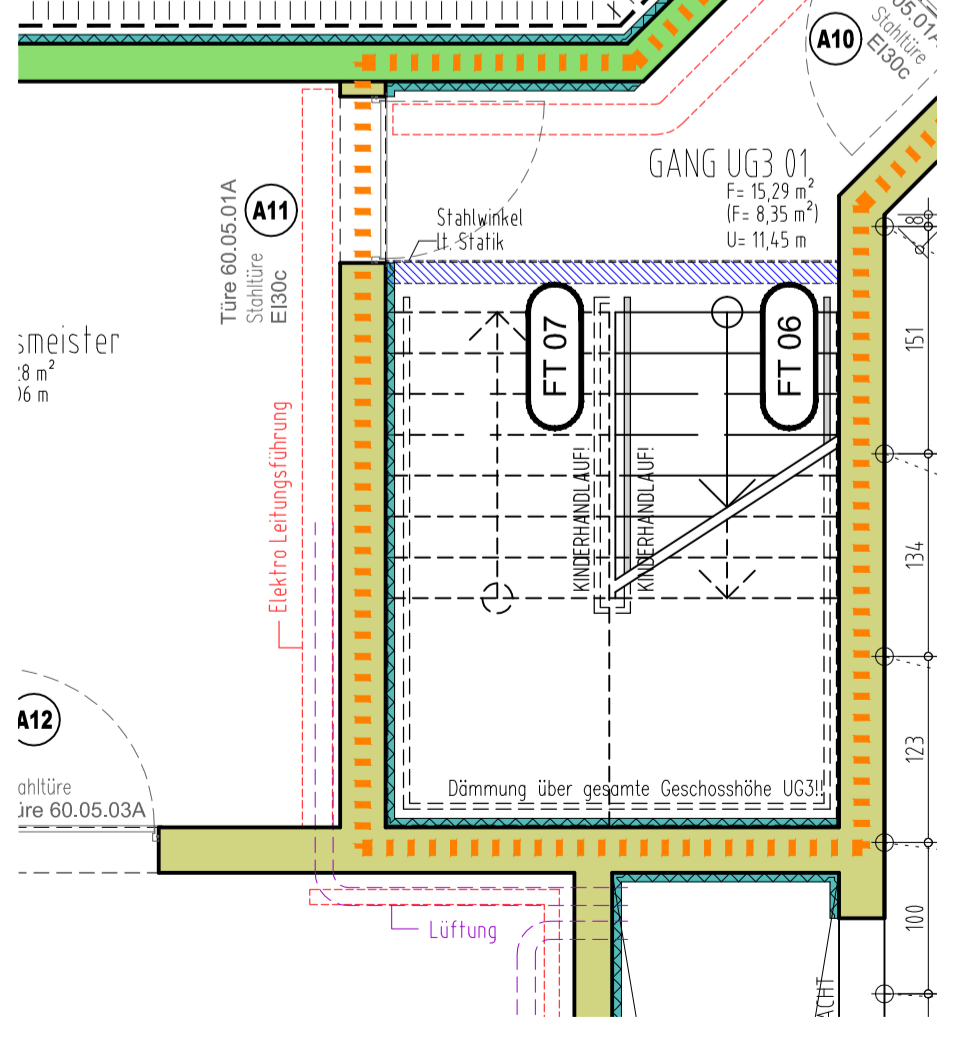 A10
Stahltüre
EI30c
GANG UG3 01
F= 15,29 m²
(F= 8,35 m²)
U= 11,45 m
A11
Türe 60.05.01A
Stahltüre
EI30c
Stahlwinkel
lt. Statik
FT 07
FT 06
smeister
Elektro Leitungsführung
KINDERHANDLAUF!
KINDERHANDLAUF!
8
151
134
123
100
A12
ahltüre
üre 60.05.03A
Dämmung über gesamte Geschosshöhe UG3!!
Lüftung
ACHT